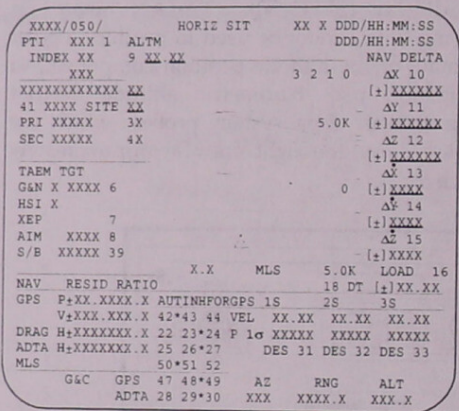 XXXX/050/ HORIZ SIT XX X DDD/HH:MM:SS
PTI XXX 1 ALTM DDD/HH:MM:SS
INDEX XX 9 XX.XX NAV DELTA
XXX 3 2 1 0 ΔX 10
XXXXXXXXXXXX XX [±]XXXXXX
41 XXXX SITE XX ΔY 11
PRI XXXXX 3X 5.0K [±]XXXXXX
SEC XXXXX 4X ΔZ 12
[±]XXXXXX
TAEM TGT ΔẊ 13
G&N X XXXX 6 0 [±]XXXX
HSI X ΔẎ 14
XEP 7 [±]XXXX
AIM XXXX 8 ΔŻ 15
S/B XXXXX 39 [±]XXXX
X.X MLS 5.0K LOAD 16
NAV RESID RATIO 18 DT [±]XX.XX
GPS P±XX.XXXX.X AUTINHFORGPS 1S 2S 3S
V±XXX.XXX.X 42*43 44 VEL XX.XX XX.XX XX.XX
DRAG H±XXXXXXX.X 22 23*24 P 1σ XXXXX XXXXX XXXXX
ADTA H±XXXXXXX.X 25 26*27 DES 31 DES 32 DES 33
MLS 50*51 52
G&C GPS 47 48*49 AZ RNG ALT
ADTA 28 29*30 XXX XXXX.X XXX.X